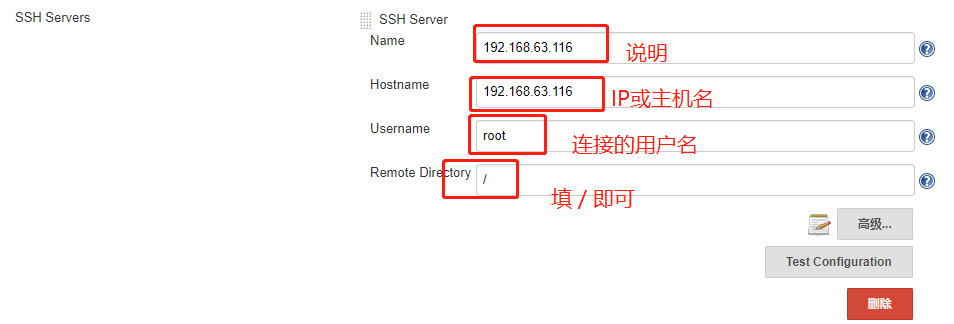 SSH Servers
SSH Server
Name
192.168.63.116
说明
Hostname
192.168.63.116
IP或主机名
Username
root
连接的用户名
Remote Directory
/
填 / 即可
高级...
Test Configuration
删除